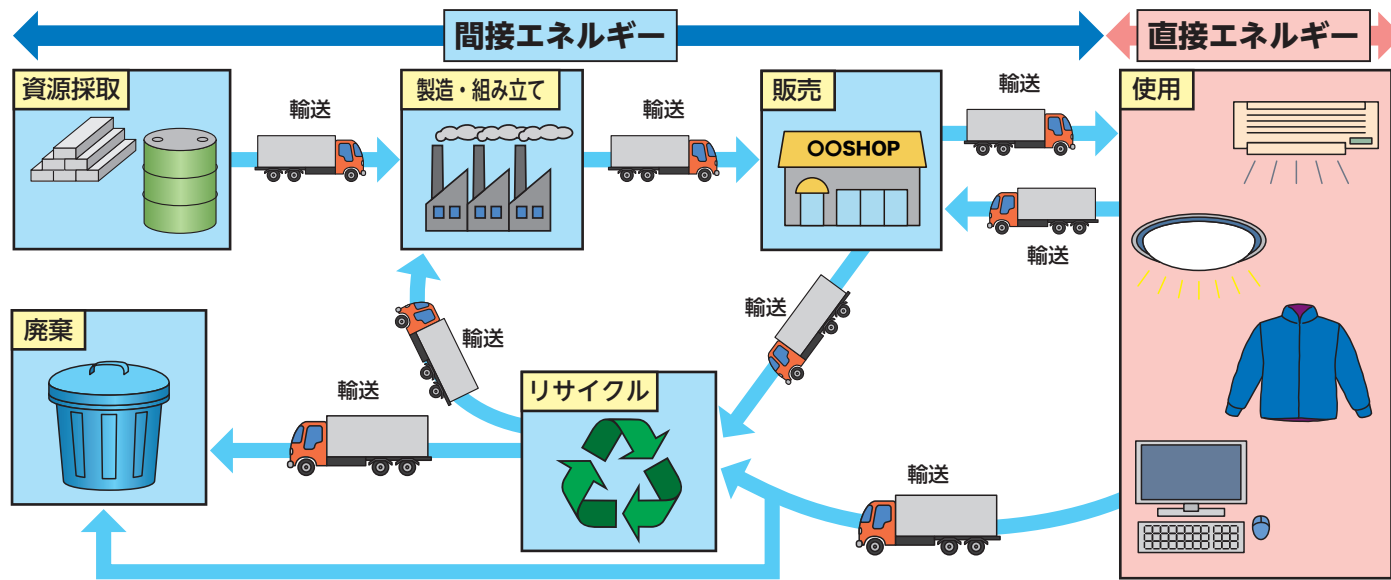 間接エネルギー
直接エネルギー
資源採取
輸送
製造・組み立て
輸送
販売
〇〇SHOP
輸送
輸送
使用
廃棄
輸送
輸送
リサイクル
輸送
輸送